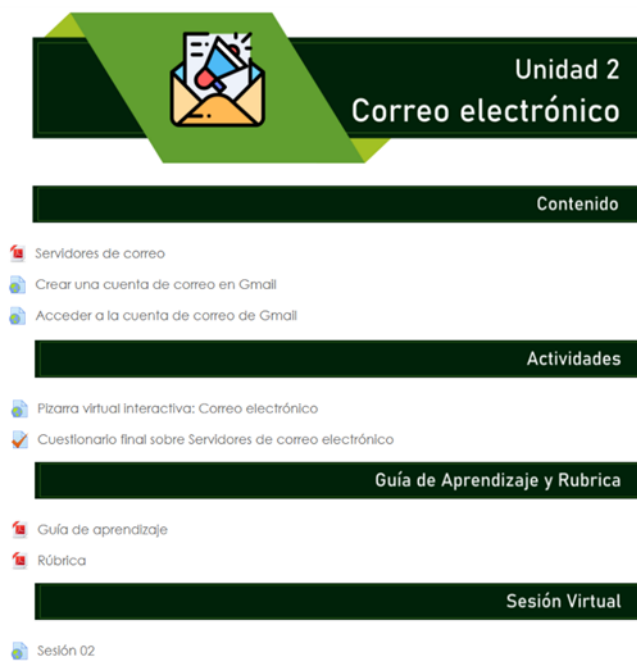 Unidad 2
Correo electrónico
Contenido
Servidores de correo
Crear una cuenta de correo en Gmail
Acceder a la cuenta de correo de Gmail
Actividades
Pizarra virtual interactiva: Correo electrónico
Cuestionario final sobre Servidores de correo electrónico
Guía de Aprendizaje y Rubrica
Guía de aprendizaje
Rúbrica
Sesión Virtual
Sesión 02